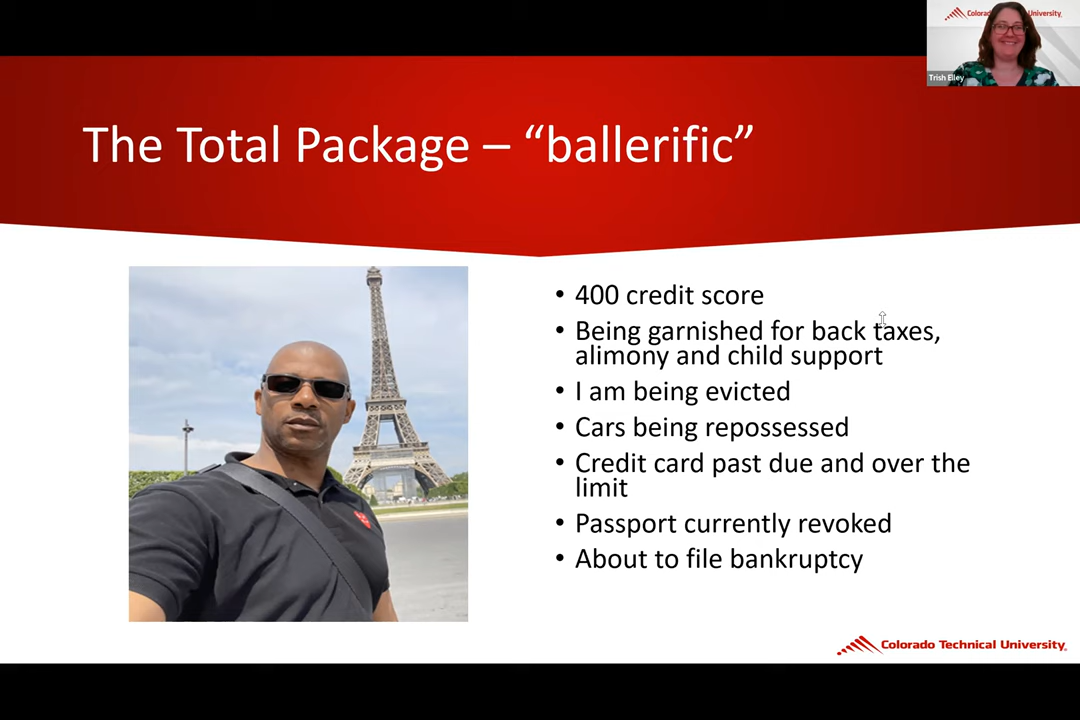 Colorado University
Trish Elley
The Total Package – “ballerific”
• 400 credit score
• Being garnished for back taxes,
alimony and child support
• I am being evicted
• Cars being repossessed
• Credit card past due and over the
limit
• Passport currently revoked
• About to file bankruptcy
Colorado Technical University